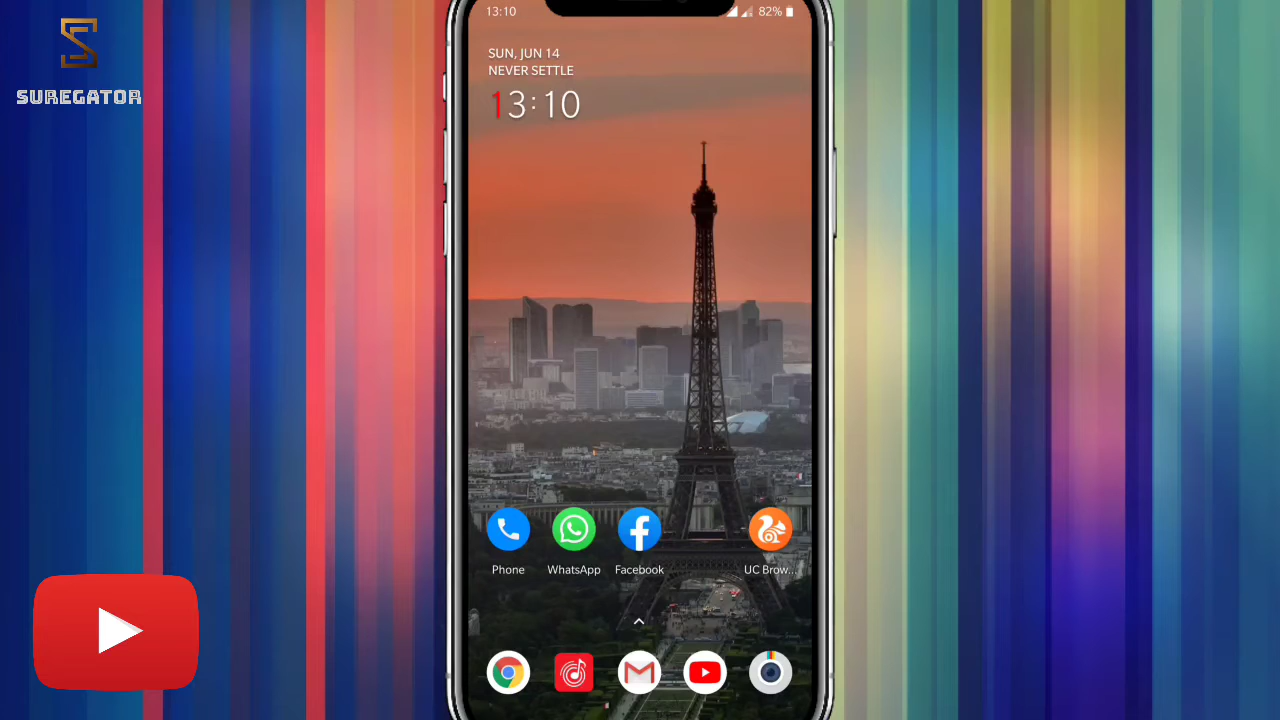 SUREGATOR
13:10
82%
SUN, JUN 14
NEVER SETTLE
13:10
Phone
WhatsApp
Facebook
UC Brow...